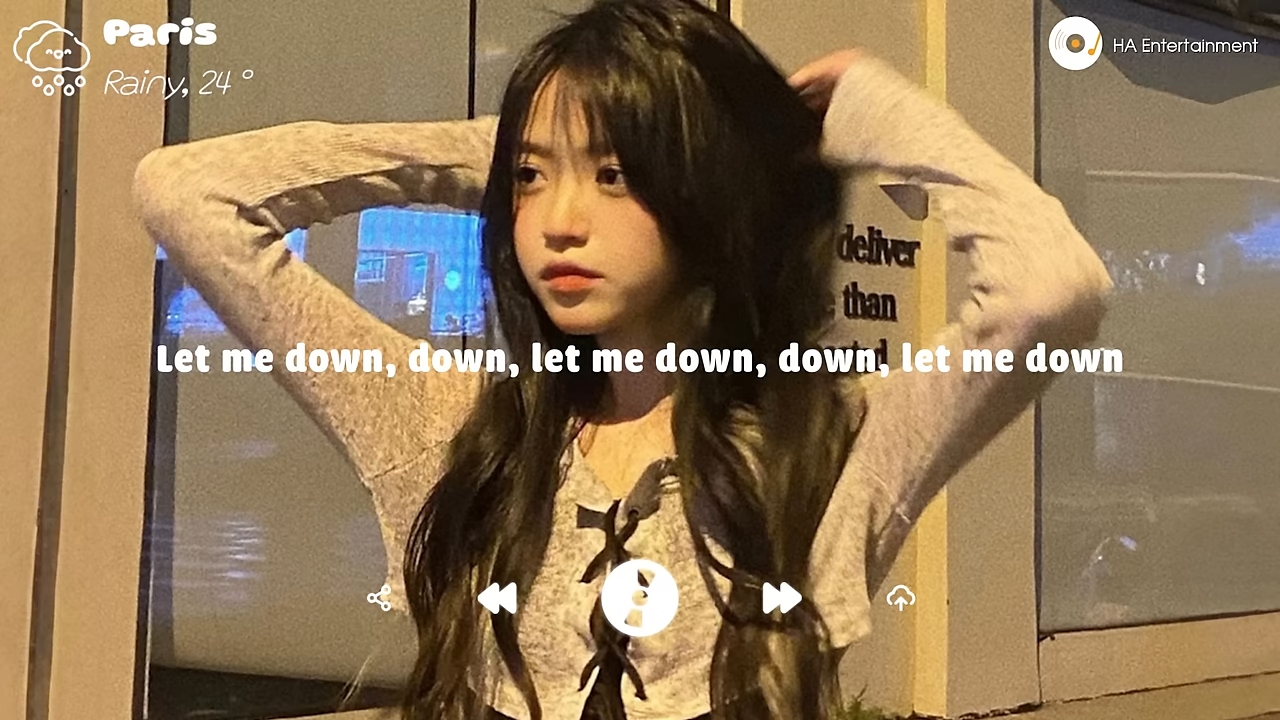 Paris
Rainy, 24°
HA Entertainment
deliver
than
Let me down, down, let me down, down, let me down